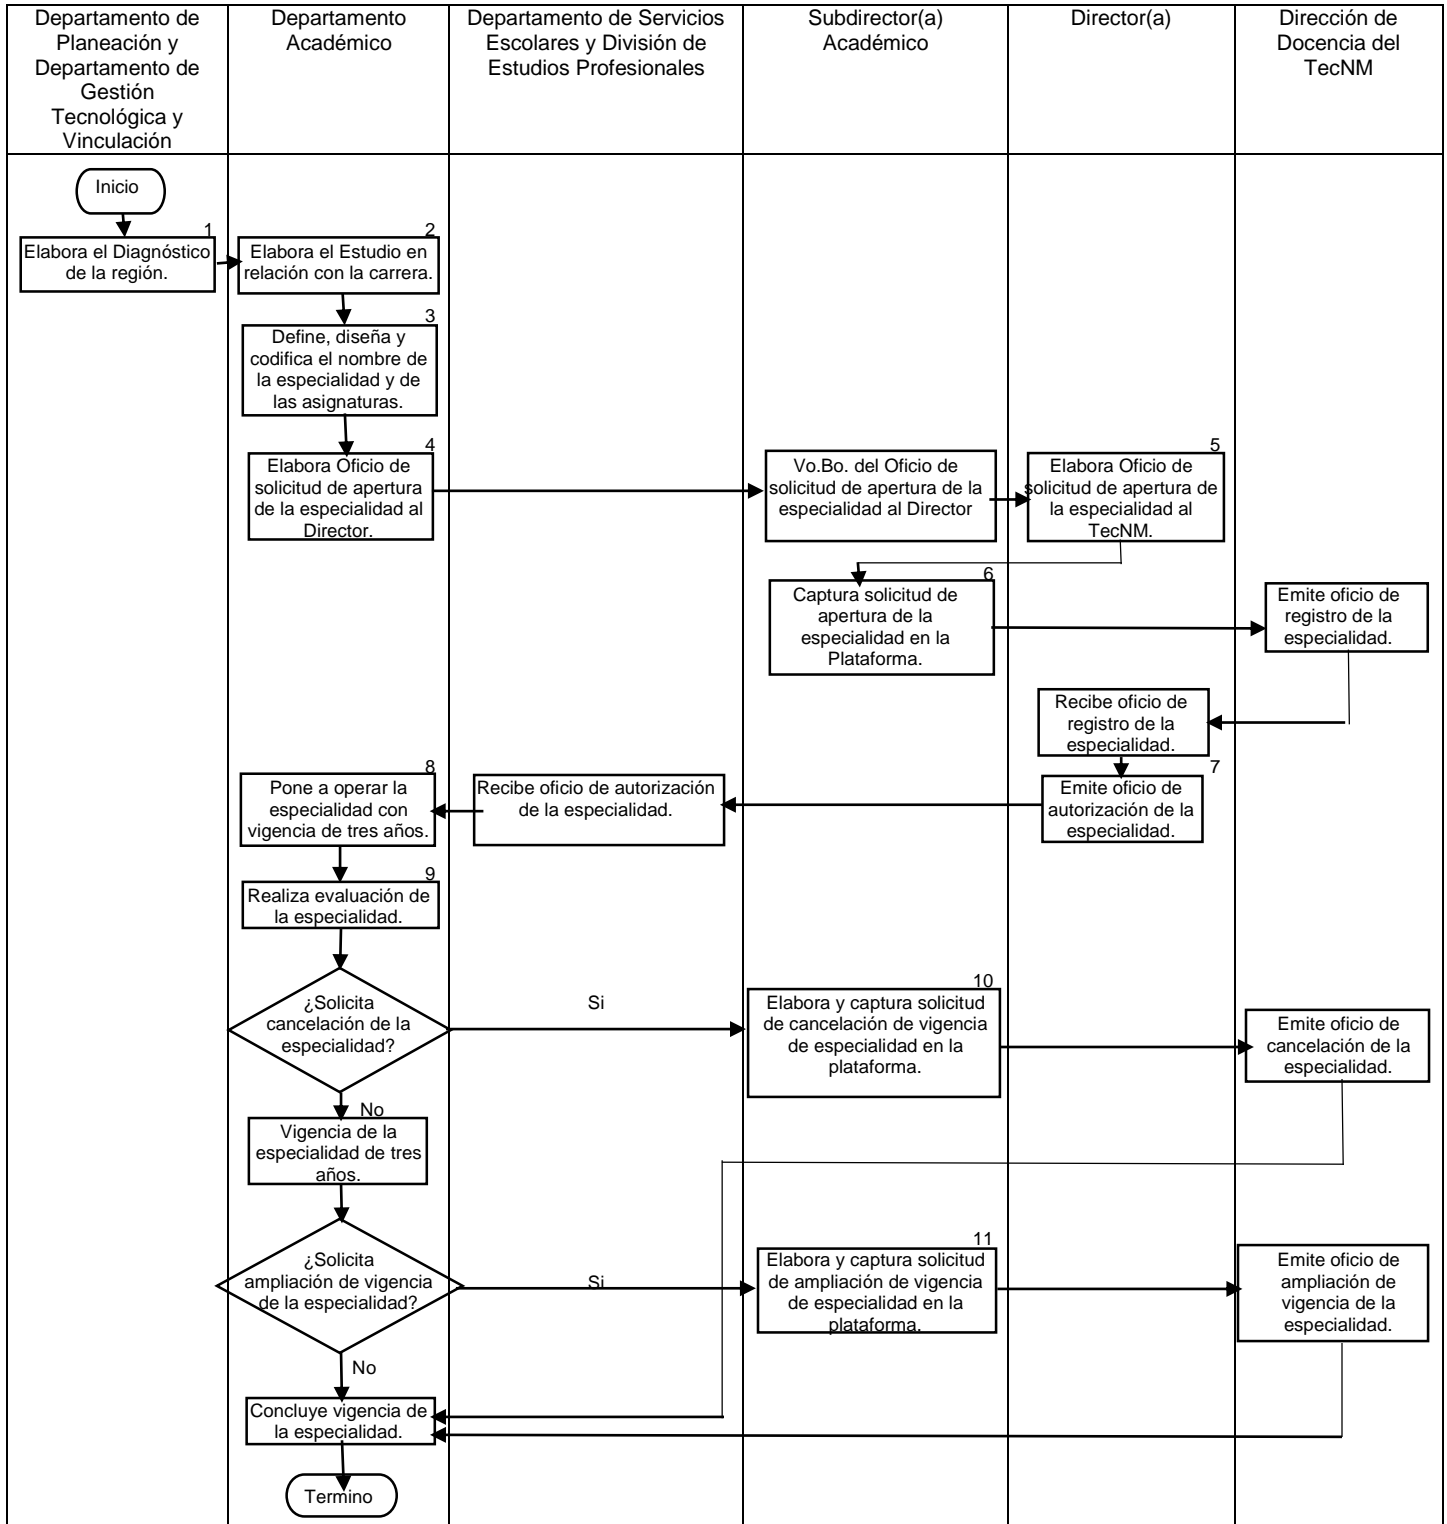 Departamento de
Planeación y
Departamento de
Gestión
Tecnológica y
Vinculación
Departamento
Académico
Departamento de Servicios
Escolares y División de
Estudios Profesionales
Subdirector(a)
Académico
Director(a)
Dirección de
Docencia del
TecNM
Inicio
1
Elabora el Diagnóstico
de la región.
2
Elabora el Estudio en
relación con la carrera.
3
Define, diseña y
codifica el nombre de
la especialidad y de
las asignaturas.
4
Elabora Oficio de
solicitud de apertura
de la especialidad al
Director.
Vo.Bo. del Oficio de
solicitud de apertura de la
especialidad al Director
5
Elabora Oficio de
solicitud de apertura de
la especialidad al
TecNM.
6
Captura solicitud de
apertura de la
especialidad en la
Plataforma.
Emite oficio de
registro de la
especialidad.
Recibe oficio de
registro de la
especialidad.
7
Emite oficio de
autorización de la
especialidad.
Recibe oficio de autorización
de la especialidad.
8
Pone a operar la
especialidad con
vigencia de tres años.
9
Realiza evaluación de
la especialidad.
¿Solicita
cancelación de la
especialidad?
Si
10
Elabora y captura solicitud
de cancelación de vigencia
de especialidad en la
plataforma.
Emite oficio de
cancelación de la
especialidad.
No
Vigencia de la
especialidad de tres
años.
¿Solicita
ampliación de vigencia
de la especialidad?
Si
11
Elabora y captura solicitud
de ampliación de vigencia
de especialidad en la
plataforma.
Emite oficio de
ampliación de
vigencia de la
especialidad.
No
Concluye vigencia de
la especialidad.
Termino